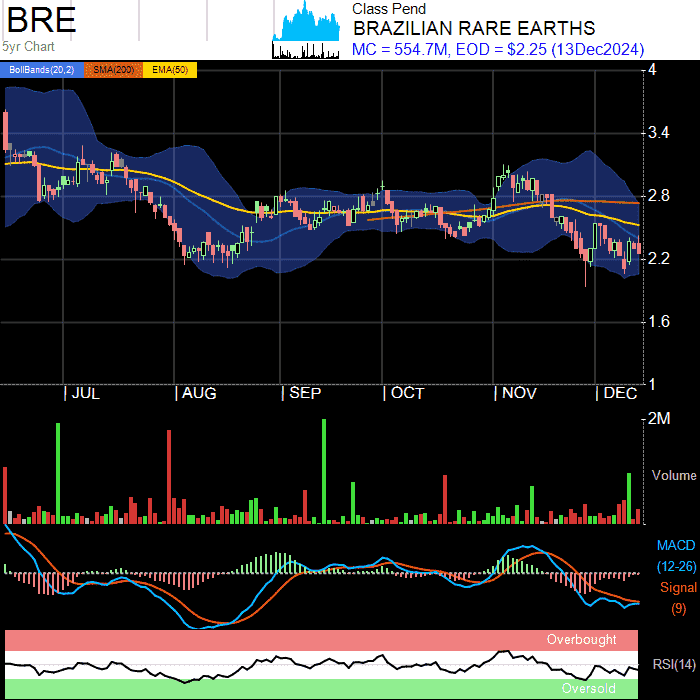 BRE
5yr Chart
Class Pend
BRAZILIAN RARE EARTHS
MC = 554.7M, EOD = $2.25 (13Dec2024)
BollBands(20,2) SMA(200) EMA(50)
4
3.4
2.8
2.2
1.6
1
JUL AUG SEP OCT NOV DEC
2M
Volume
MACD
(12-26)
Signal
(9)
Overbought
RSI(14)
Oversold